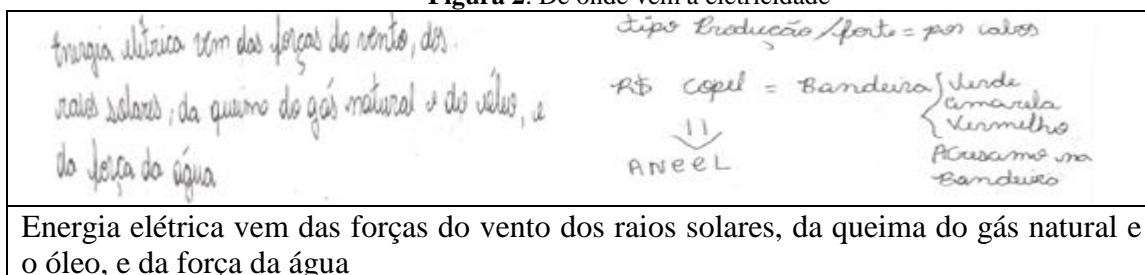 Figura 2: De onde vem a eletricidade
Energia elétrica vem das forças do vento, dos
raios solares, da queima do gás natural e do óleo, e
da força da água
tipo Producção /forte = por cabos
R$ copel = Bandeira { Verde
amarela
Vermelho
ANEEL
na
Bandeira
Energia elétrica vem das forças do vento dos raios solares, da queima do gás natural e
o óleo, e da força da água